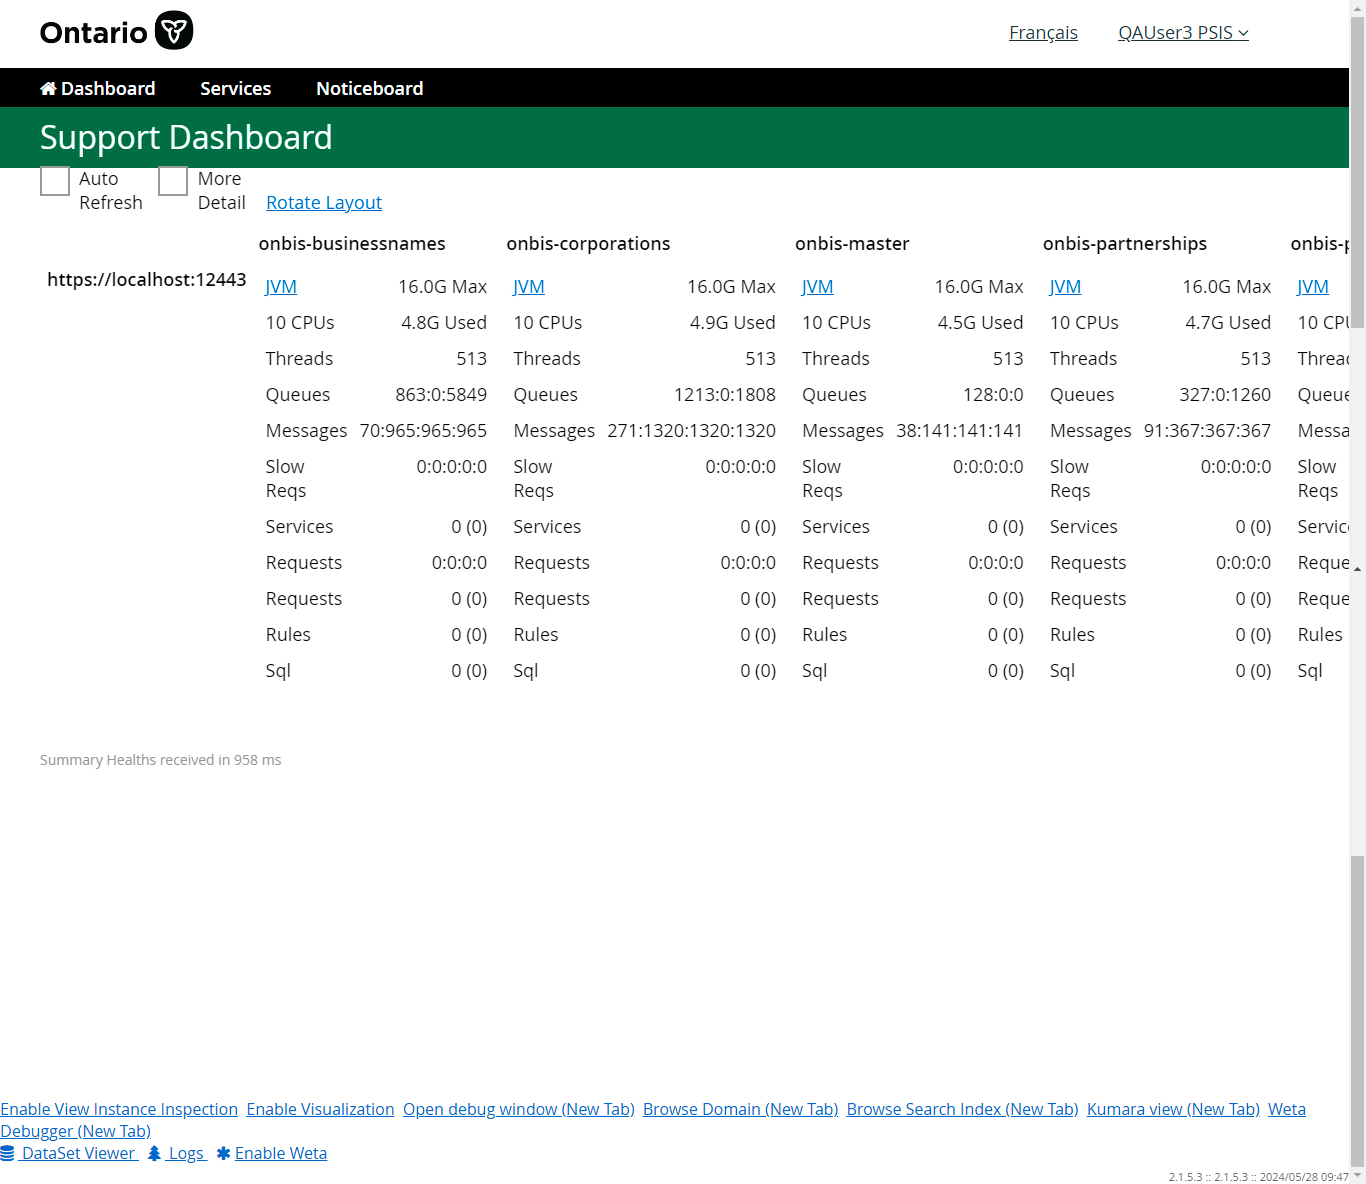 Ontario
Français QAUser3 PSIS
Dashboard Services Noticeboard
Support Dashboard
Auto Refresh More Detail Rotate Layout
onbis-businessnames onbis-corporations onbis-master onbis-partnerships onbis-p
https://localhost:12443
JVM 16.0G Max JVM 16.0G Max JVM 16.0G Max JVM 16.0G Max JVM
10 CPUs 4.8G Used 10 CPUs 4.9G Used 10 CPUs 4.5G Used 10 CPUs 4.7G Used 10 CPU
Threads 513 Threads 513 Threads 513 Threads 513 Threa
Queues 863:0:5849 Queues 1213:0:1808 Queues 128:0:0 Queues 327:0:1260 Queue
Messages 70:965:965:965 Messages 271:1320:1320:1320 Messages 38:141:141:141 Messages 91:367:367:367 Messa
Slow Reqs 0:0:0:0:0 Slow Reqs 0:0:0:0:0 Slow Reqs 0:0:0:0:0 Slow Reqs 0:0:0:0:0 Slow Reqs
Services 0 (0) Services 0 (0) Services 0 (0) Services 0 (0) Servic
Requests 0:0:0:0 Requests 0:0:0:0 Requests 0:0:0:0 Requests 0:0:0:0 Reque
Requests 0 (0) Requests 0 (0) Requests 0 (0) Requests 0 (0) Reque
Rules 0 (0) Rules 0 (0) Rules 0 (0) Rules 0 (0) Rules
Sql 0 (0) Sql 0 (0) Sql 0 (0) Sql 0 (0) Sql
Summary Healths received in 958 ms
Enable View Instance Inspection Enable Visualization Open debug window (New Tab) Browse Domain (New Tab) Browse Search Index (New Tab) Kumara view (New Tab) Weta
Debugger (New Tab)
DataSet Viewer Logs Enable Weta
2.1.5.3 :: 2.1.5.3 :: 2024/05/28 09:47